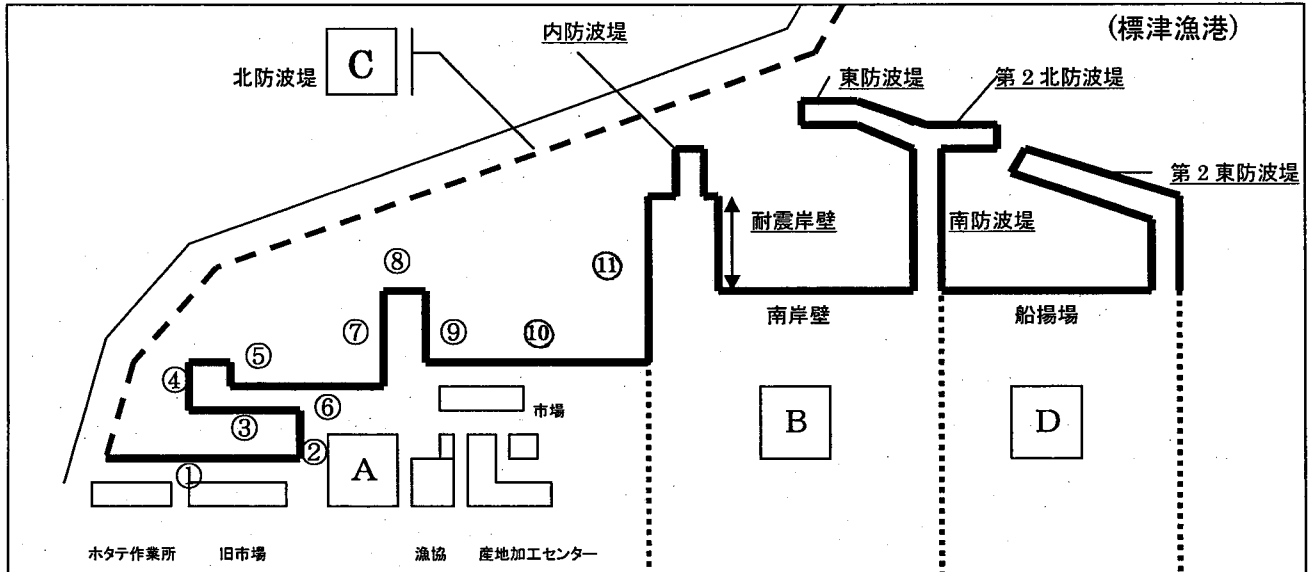 (標津漁港)
内防波堤
北防波堤
C
東防波堤
第2北防波堤
第2東防波堤
耐震岸壁
南防波堤
⑧
⑪
南岸壁
船揚場
⑦
⑨
⑩
⑤
④
⑥
市場
③
B
D
②
A
①
ホタテ作業所
旧市場
漁協
産地加工センター